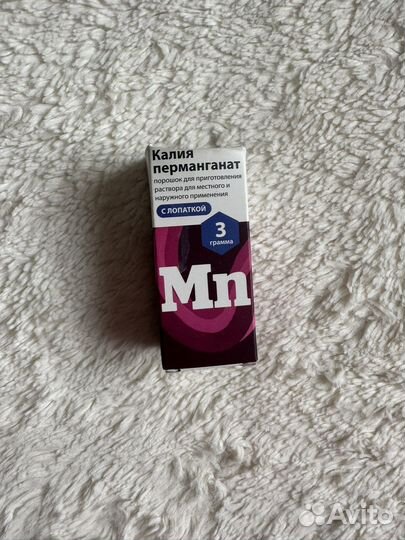 Калия
перманганат
порошок для приготовления
раствора для местного и
наружного применения
с лопаткой
3
грамма
Mn
Avito